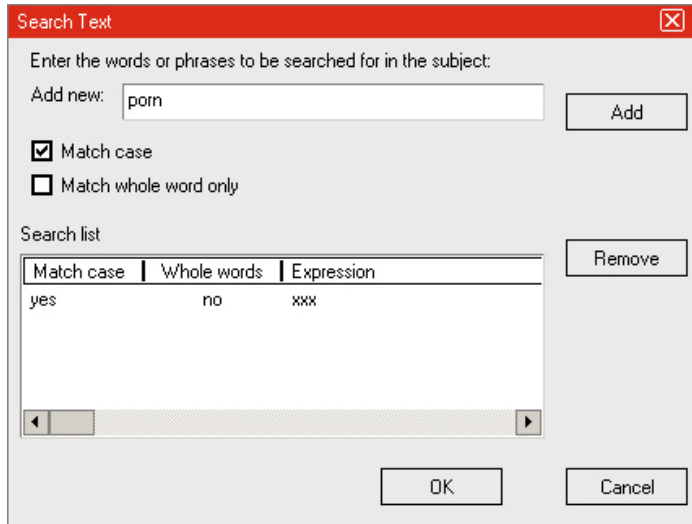 Search Text
Enter the words or phrases to be searched for in the subject:
Add new: porn
Add
Match case
Match whole word only
Search list
Remove
Match case Whole words Expression
yes no xxx
OK Cancel